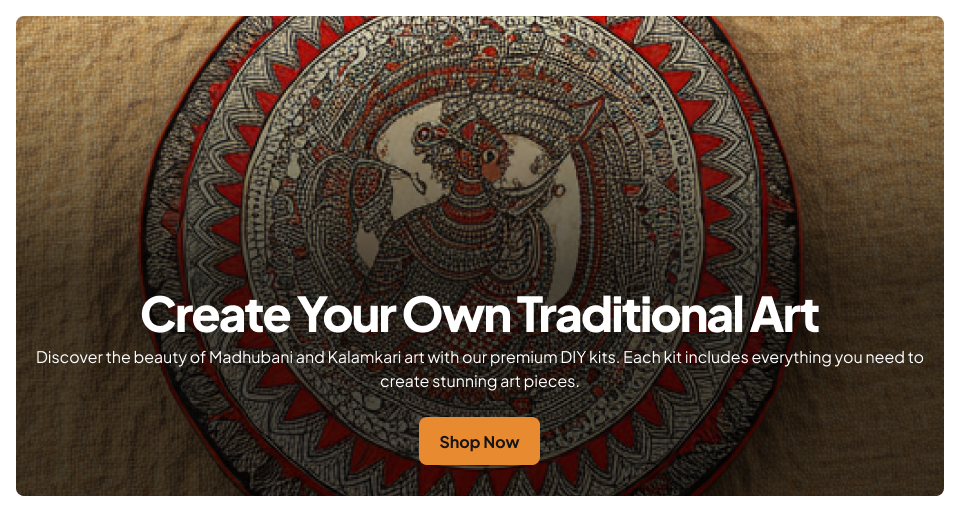 Create Your Own Traditional Art
Discover the beauty of Madhubani and Kalamkari art with our premium DIY kits. Each kit includes everything you need to
create stunning art pieces.
Shop Now